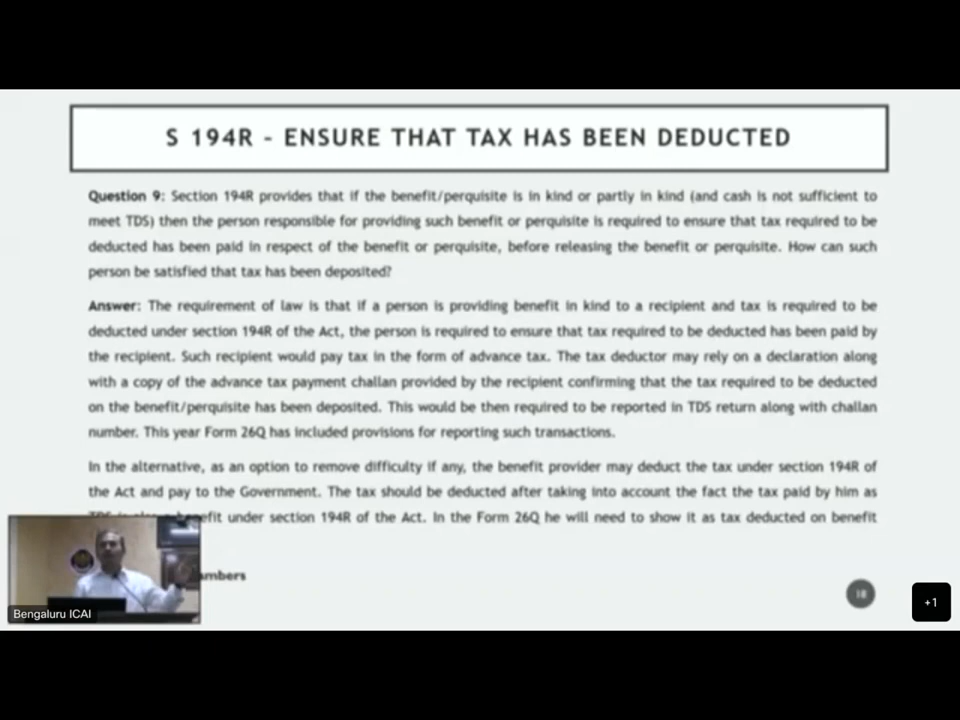 S 194R - ENSURE THAT TAX HAS BEEN DEDUCTED
Question 9: Section 194R provides that if the benefit/perquisite is in kind or partly in kind (and cash is not sufficient to
meet TDS) then the person responsible for providing such benefit or perquisite is required to ensure that tax required to be
deducted has been paid in respect of the benefit or perquisite, before releasing the benefit or perquisite. How can such
person be satisfied that tax has been deposited?
Answer: The requirement of law is that if a person is providing benefit in kind to a recipient and tax is required to be
deducted under section 194R of the Act, the person is required to ensure that tax required to be deducted has been paid by
the recipient. Such recipient would pay tax in the form of advance tax. The tax deductor may rely on a declaration along
with a copy of the advance tax payment challan provided by the recipient confirming that the tax required to be deducted
on the benefit/perquisite has been deposited. This would be then required to be reported in TDS return along with challan
number. This year Form 26Q has included provisions for reporting such transactions.
In the alternative, as an option to remove difficulty if any, the benefit provider may deduct the tax under section 194R of
the Act and pay to the Government. The tax should be deducted after taking into account the fact the tax paid by him as
under section 194R of the Act. In the Form 26Q he will need to show it as tax deducted on benefit
18
+1
Bengaluru ICAI